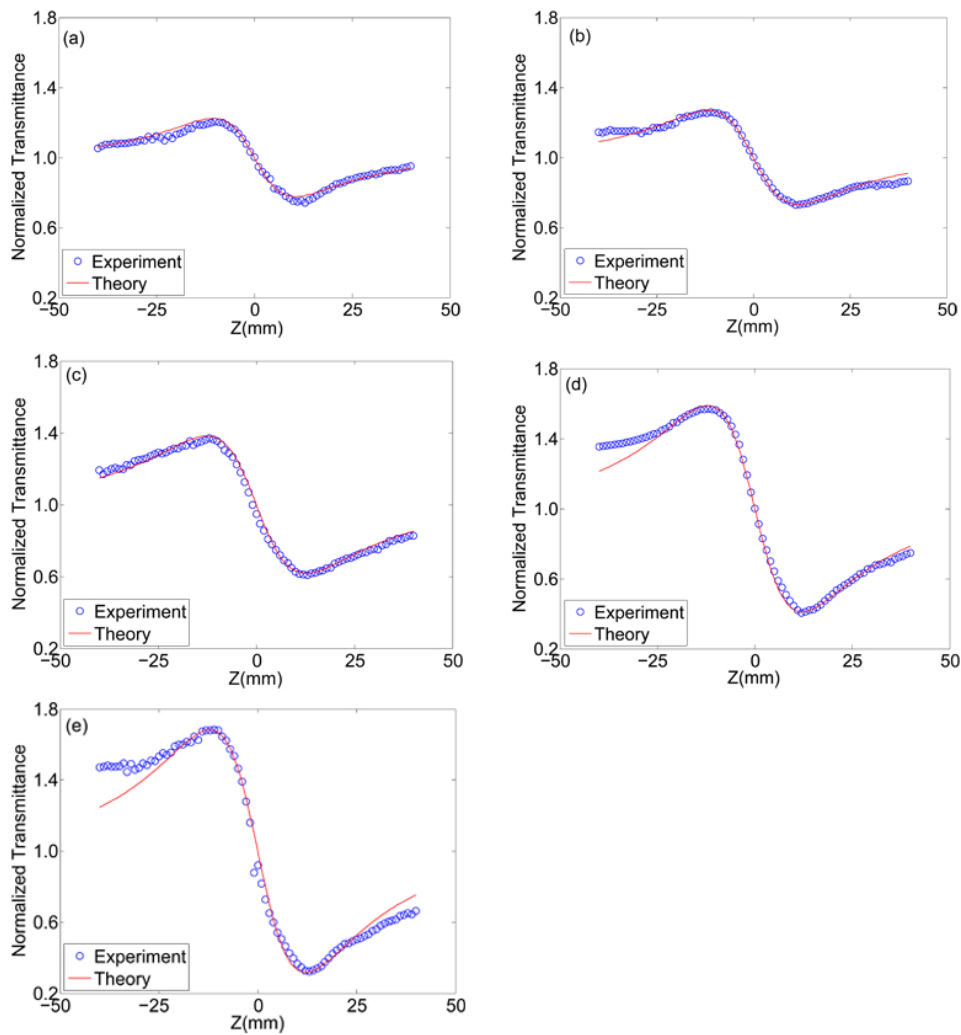 (a)
Normalized Transmittance
1.8
1.4
1.0
0.6
0.2
−50 −25 0 25 50
Z(mm)
Experiment
Theory
(b)
Normalized Transmittance
1.8
1.4
1.0
0.6
0.2
−50 −25 0 25 50
Z(mm)
Experiment
Theory
(c)
Normalized Transmittance
1.8
1.4
1.0
0.6
0.2
−50 −25 0 25 50
Z(mm)
Experiment
Theory
(d)
Normalized Transmittance
1.8
1.4
1.0
0.6
0.2
−50 −25 0 25 50
Z(mm)
Experiment
Theory
(e)
Normalized Transmittance
1.8
1.4
1.0
0.6
0.2
−50 −25 0 25 50
Z(mm)
Experiment
Theory